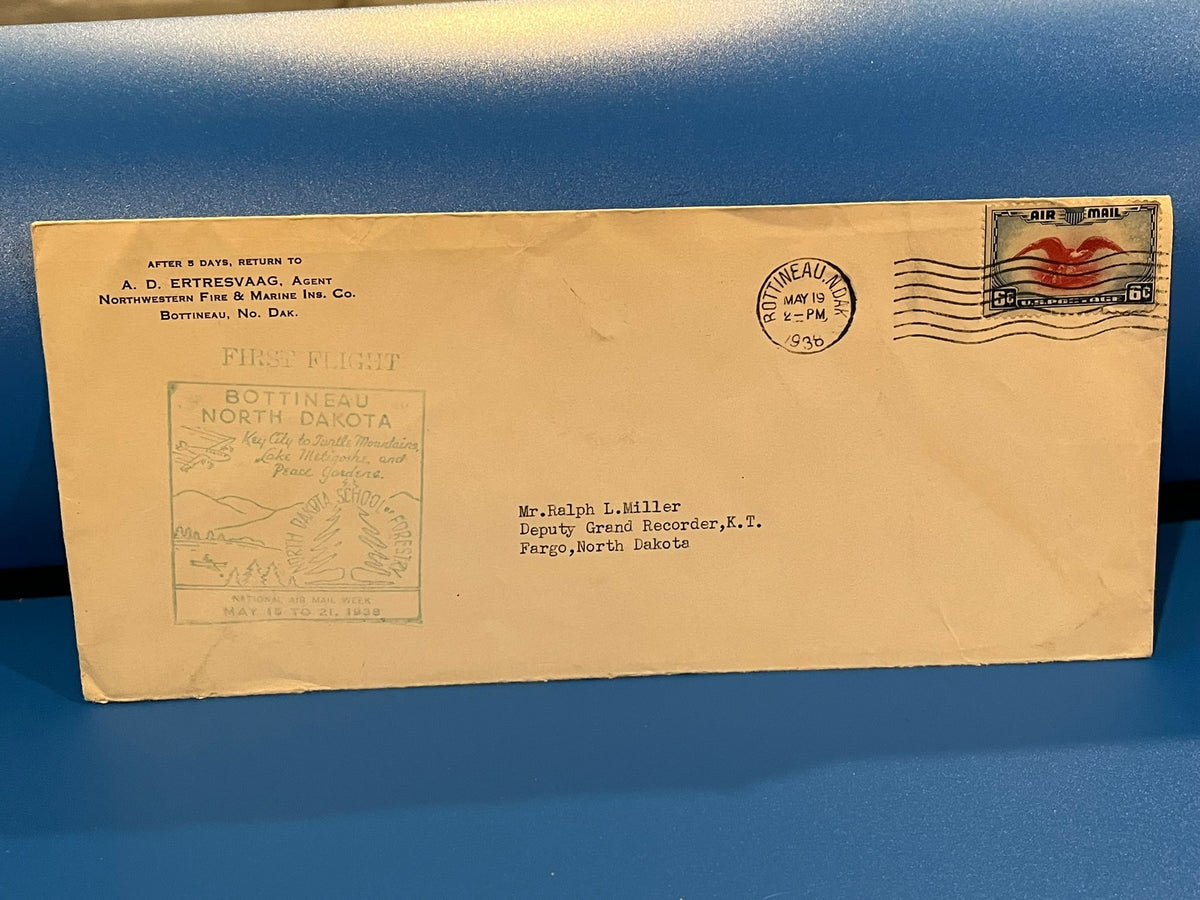 AFTER 5 DAYS, RETURN TO
A. D. ERTRESVAAG, AGENT
NORTHWESTERN FIRE & MARINE INS. CO.
BOTTINEAU, NO. DAK.
FIRST FLIGHT
BOTTINEAU
NORTH DAKOTA
Key City to Turtle Mountains,
Lake Metigoshe, and
Peace Gardens.
NORTH DAKOTA SCHOOL OF FORESTRY
NATIONAL AIR MAIL WEEK
MAY 15 TO 21, 1938
BOTTINEAU, N.DAK.
MAY 19
2-PM
1938
AIR MAIL
6¢ U.S. POSTAGE 6¢
Mr.Ralph L.Miller
Deputy Grand Recorder,K.T.
Fargo,North Dakota